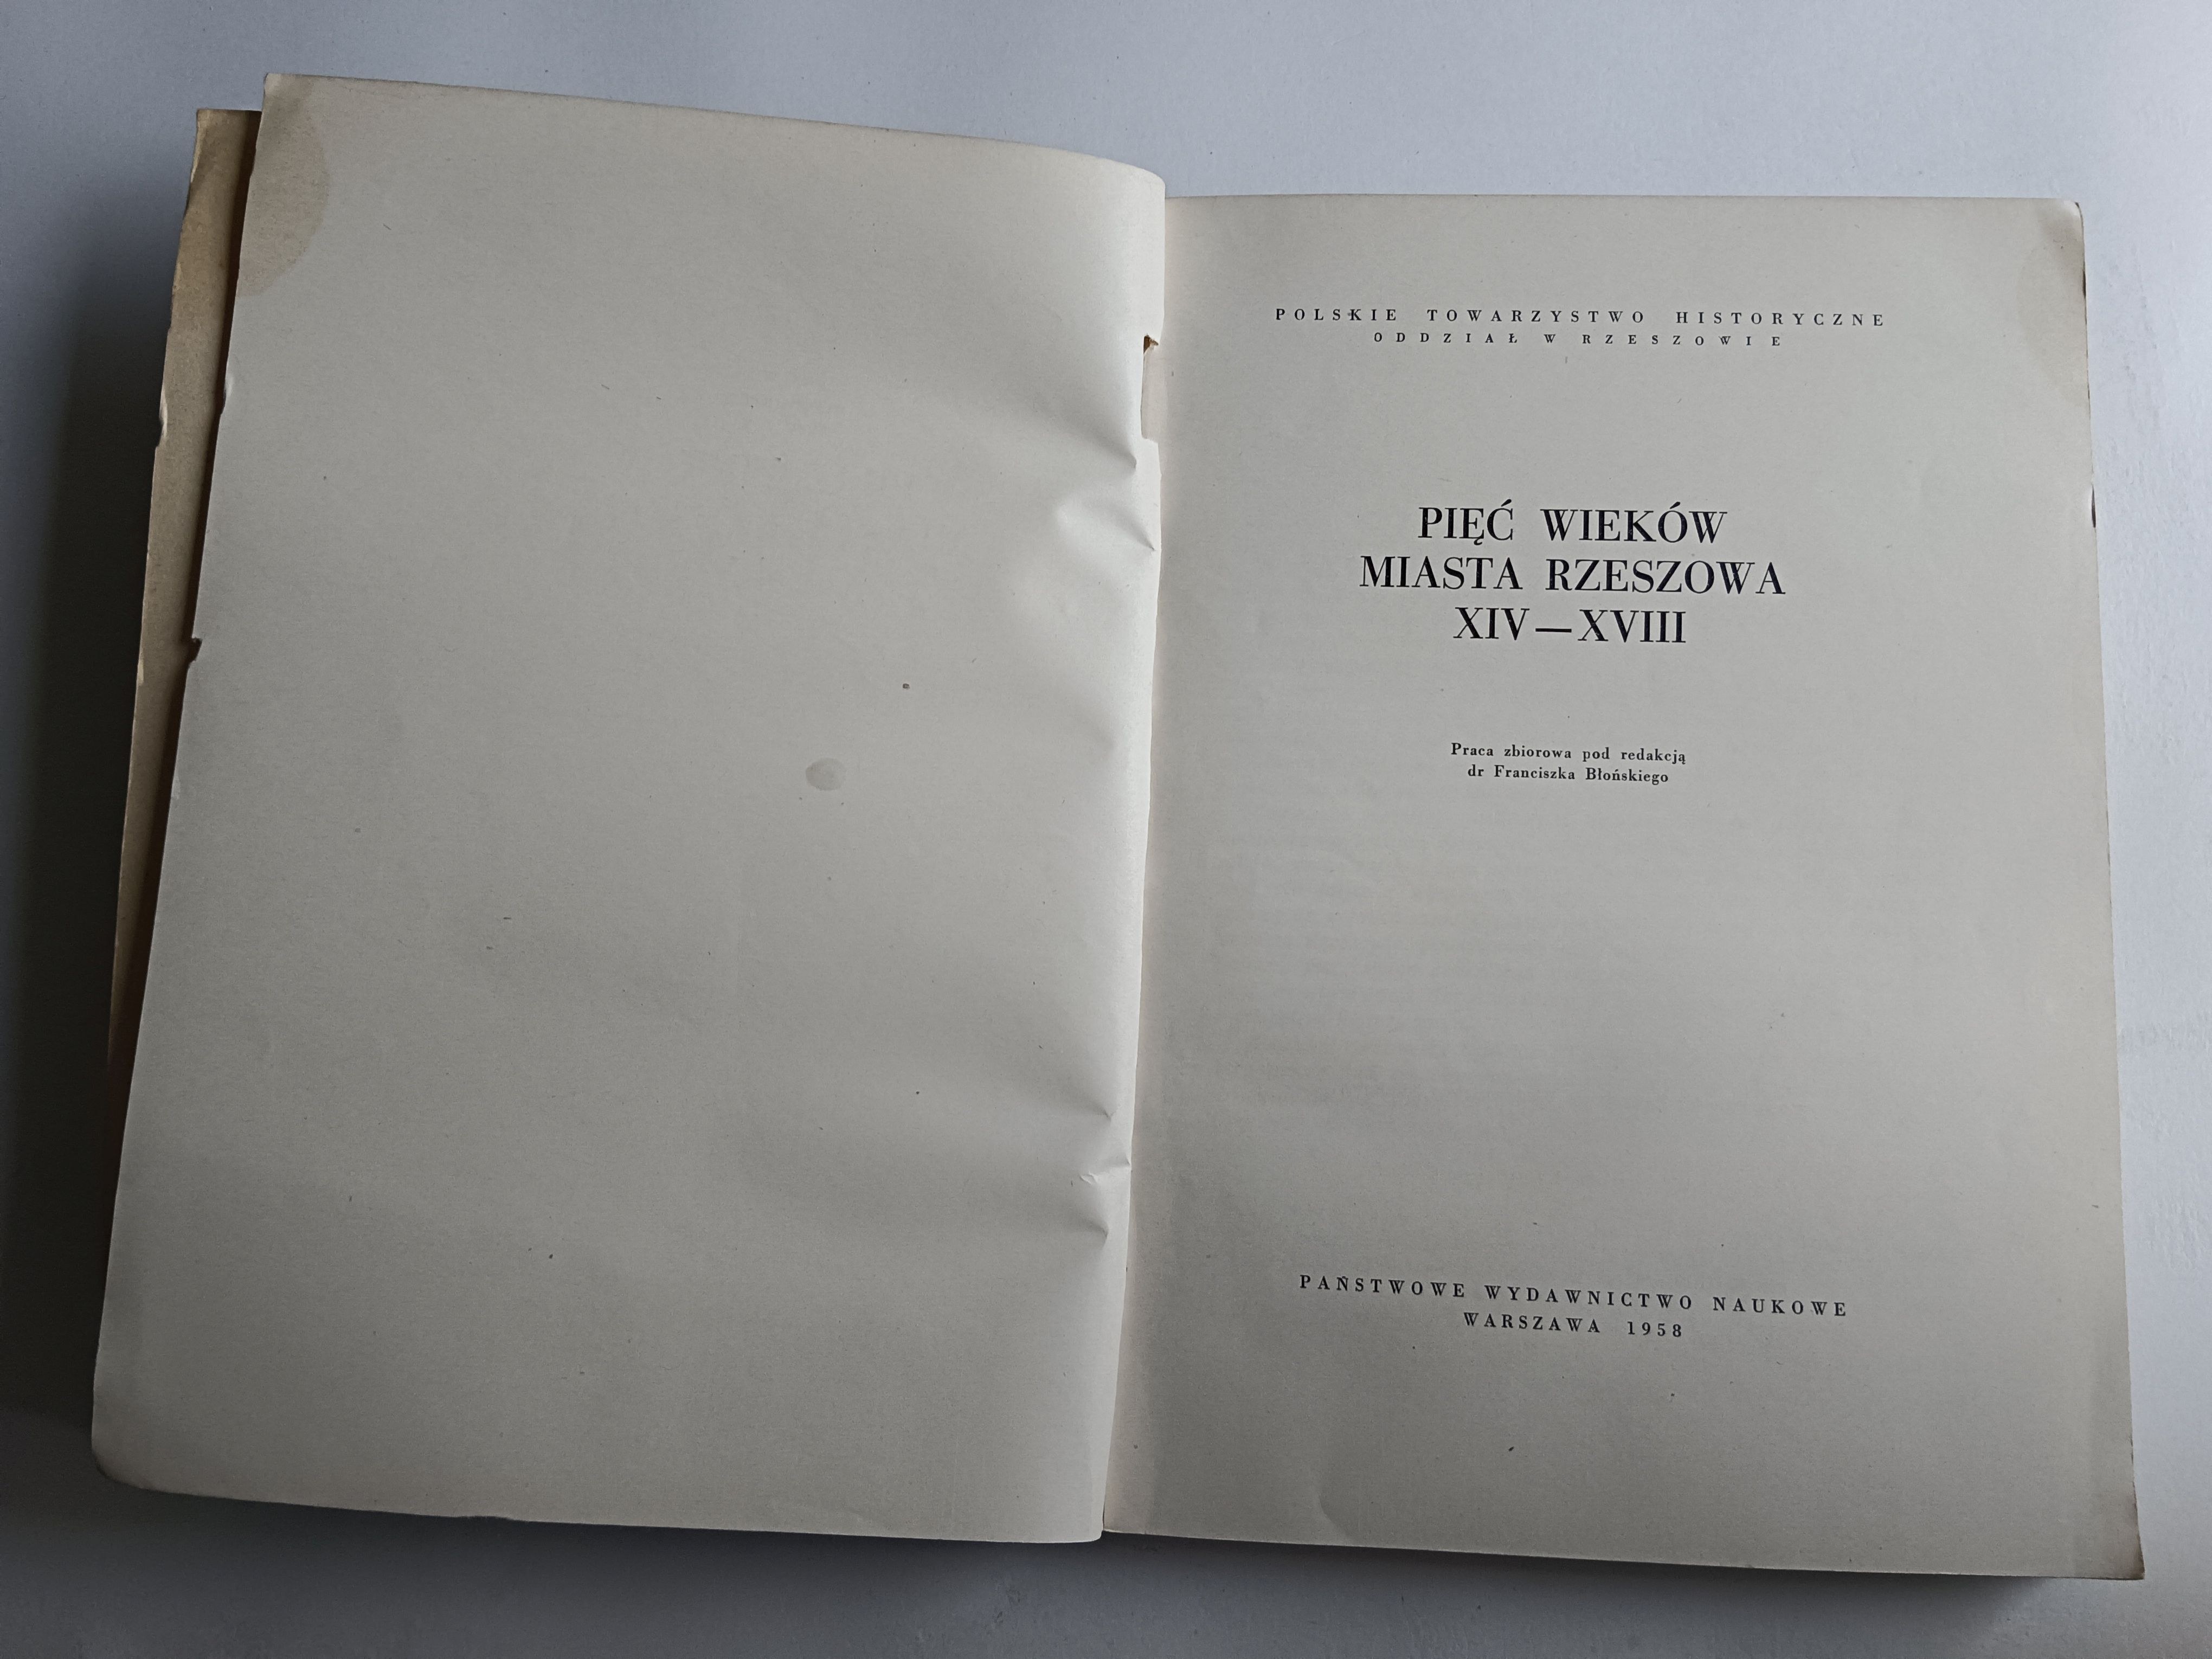 POLSKIE TOWARZYSTWO HISTORYCZNE
ODDZIAŁ W RZESZOWIE
PIĘĆ WIEKÓW
MIASTA RZESZOWA
XIV—XVIII
Praca zbiorowa pod redakcją
dr Franciszka Błońskiego
PAŃSTWOWE WYDAWNICTWO NAUKOWE
WARSZAWA 1958